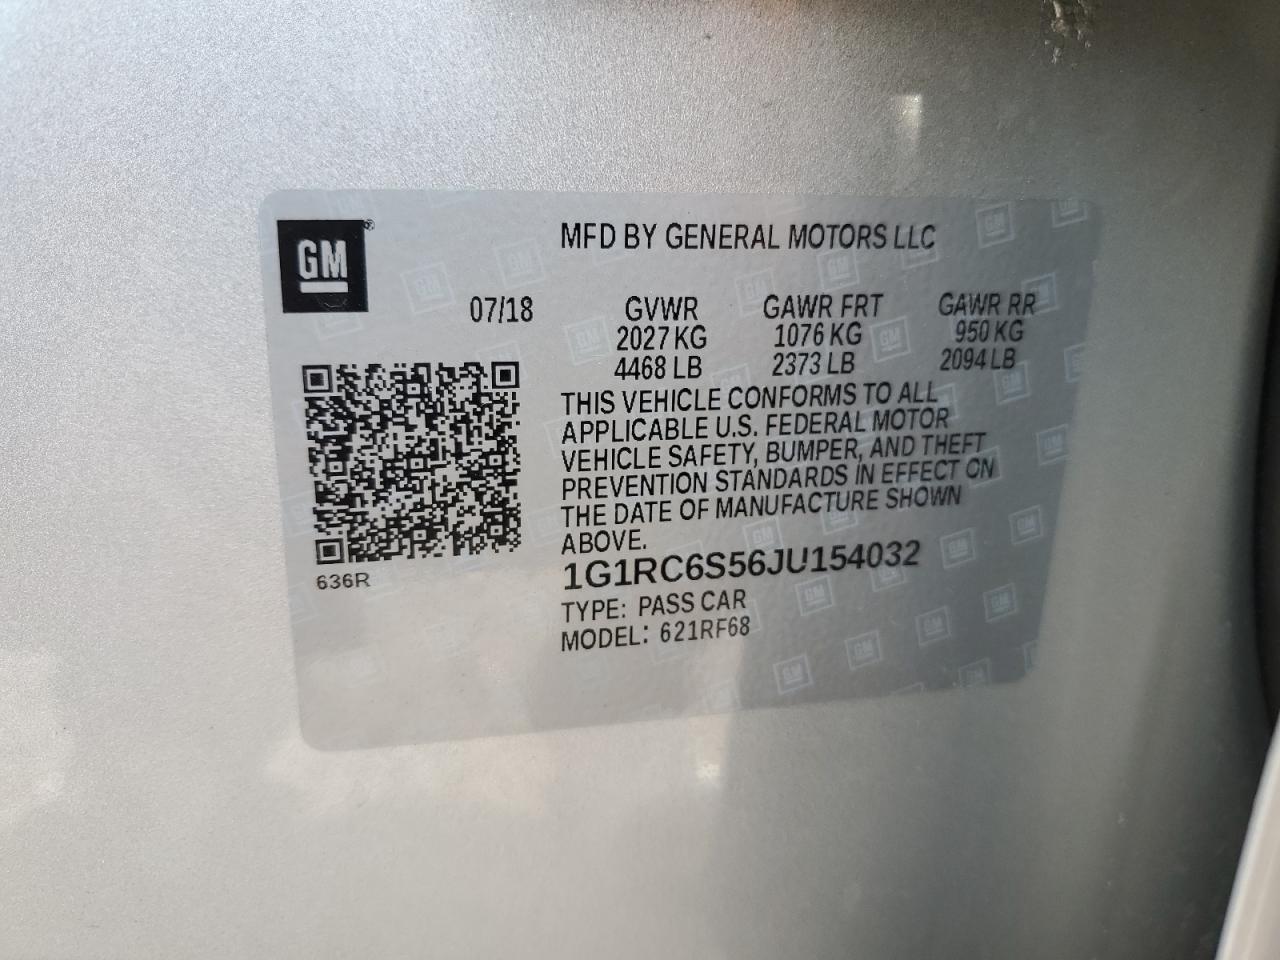 GM®
MFD BY GENERAL MOTORS LLC
07/18 GVWR GAWR FRT GAWR RR
2027 KG 1076 KG 950 KG
4468 LB 2373 LB 2094 LB
THIS VEHICLE CONFORMS TO ALL
APPLICABLE U.S. FEDERAL MOTOR
VEHICLE SAFETY, BUMPER, AND THEFT
PREVENTION STANDARDS IN EFFECT ON
THE DATE OF MANUFACTURE SHOWN
ABOVE.
636R
1G1RC6S56JU154032
TYPE: PASS CAR
MODEL: 621RF68